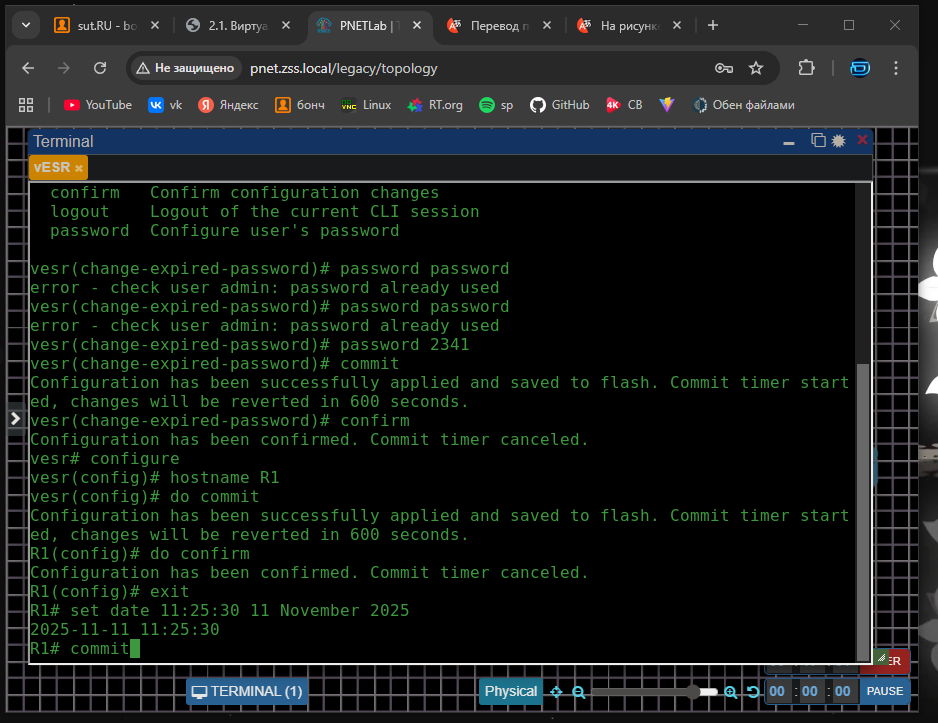 sut.RU - bo
2.1. Виртуа
PNETLab | T
Перевод п
На рисунк
Не защищено pnet.zss.local/legacy/topology
YouTube vk Яндекс бонч Linux RT.org sp GitHub СВ Обен файлами
Terminal
vESR ×
confirm Confirm configuration changes
logout Logout of the current CLI session
password Configure user's password
vesr(change-expired-password)# password password
error - check user admin: password already used
vesr(change-expired-password)# password password
error - check user admin: password already used
vesr(change-expired-password)# password 2341
vesr(change-expired-password)# commit
Configuration has been successfully applied and saved to flash. Commit timer start
ed, changes will be reverted in 600 seconds.
vesr(change-expired-password)# confirm
Configuration has been confirmed. Commit timer canceled.
vesr# configure
vesr(config)# hostname R1
vesr(config)# do commit
Configuration has been successfully applied and saved to flash. Commit timer start
ed, changes will be reverted in 600 seconds.
R1(config)# do confirm
Configuration has been confirmed. Commit timer canceled.
R1(config)# exit
R1# set date 11:25:30 11 November 2025
2025-11-11 11:25:30
R1# commit
ER
TERMINAL (1)
Physical
00 : 00 : 00 PAUSE